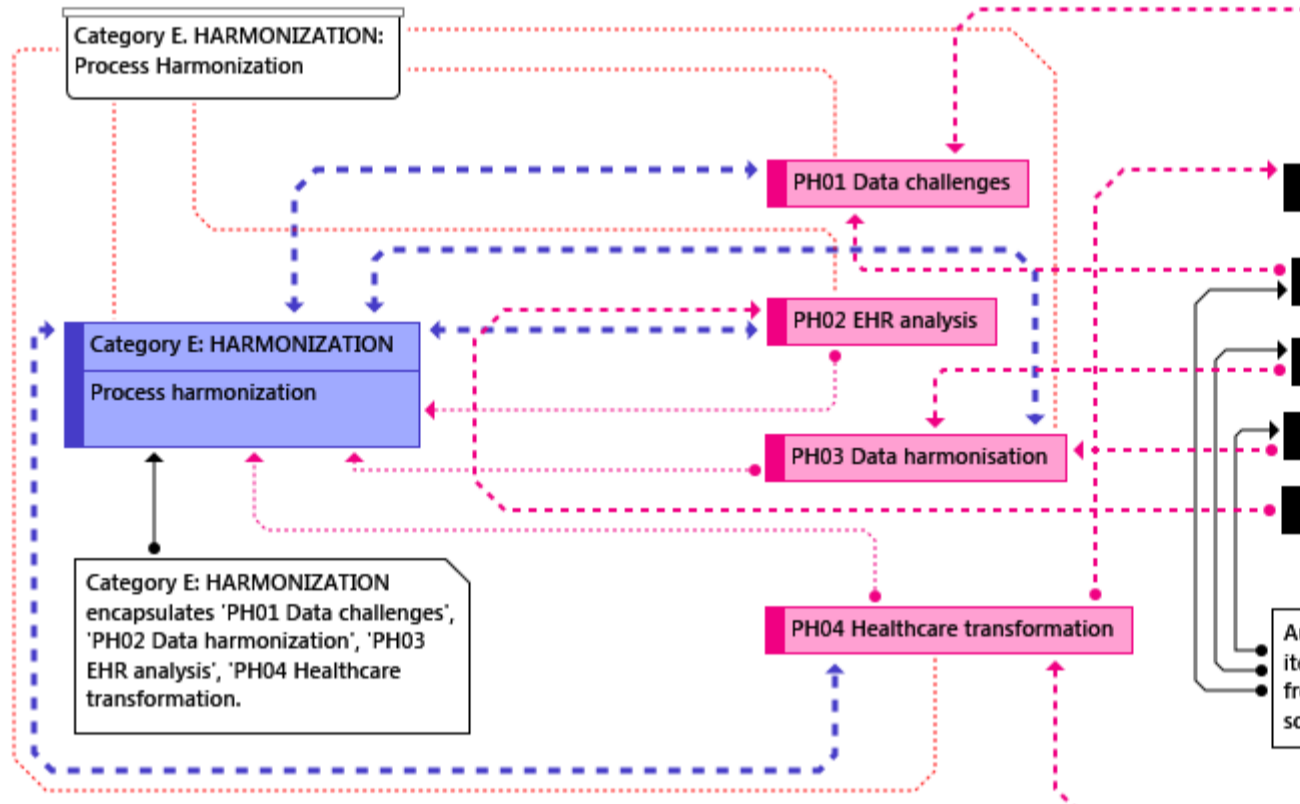 Category E. HARMONIZATION:
Process Harmonization
PH01 Data challenges
PH02 EHR analysis
Category E: HARMONIZATION
Process harmonization
PH03 Data harmonisation
Category E: HARMONIZATION
encapsulates 'PH01 Data challenges',
'PH02 Data harmonization', 'PH03
EHR analysis', 'PH04 Healthcare
transformation.
PH04 Healthcare transformation